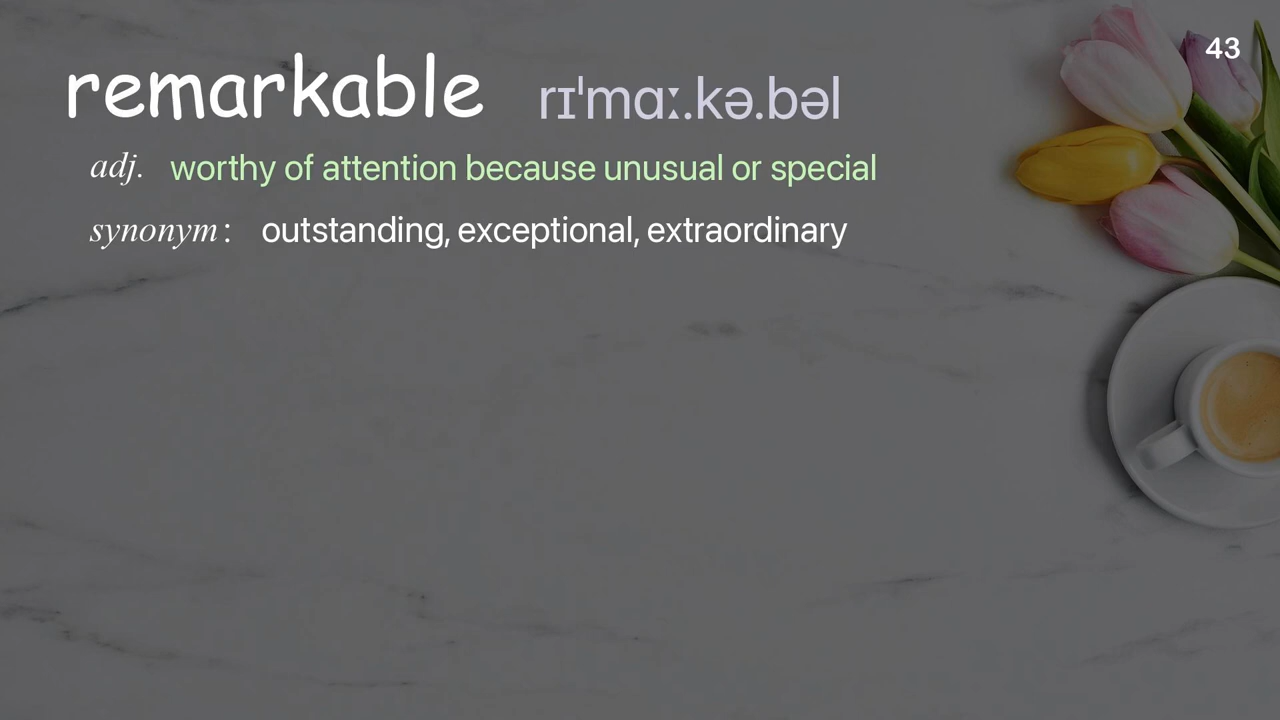 43
remarkable rɪˈmɑː.kə.bəl
adj. worthy of attention because unusual or special
synonym: outstanding, exceptional, extraordinary